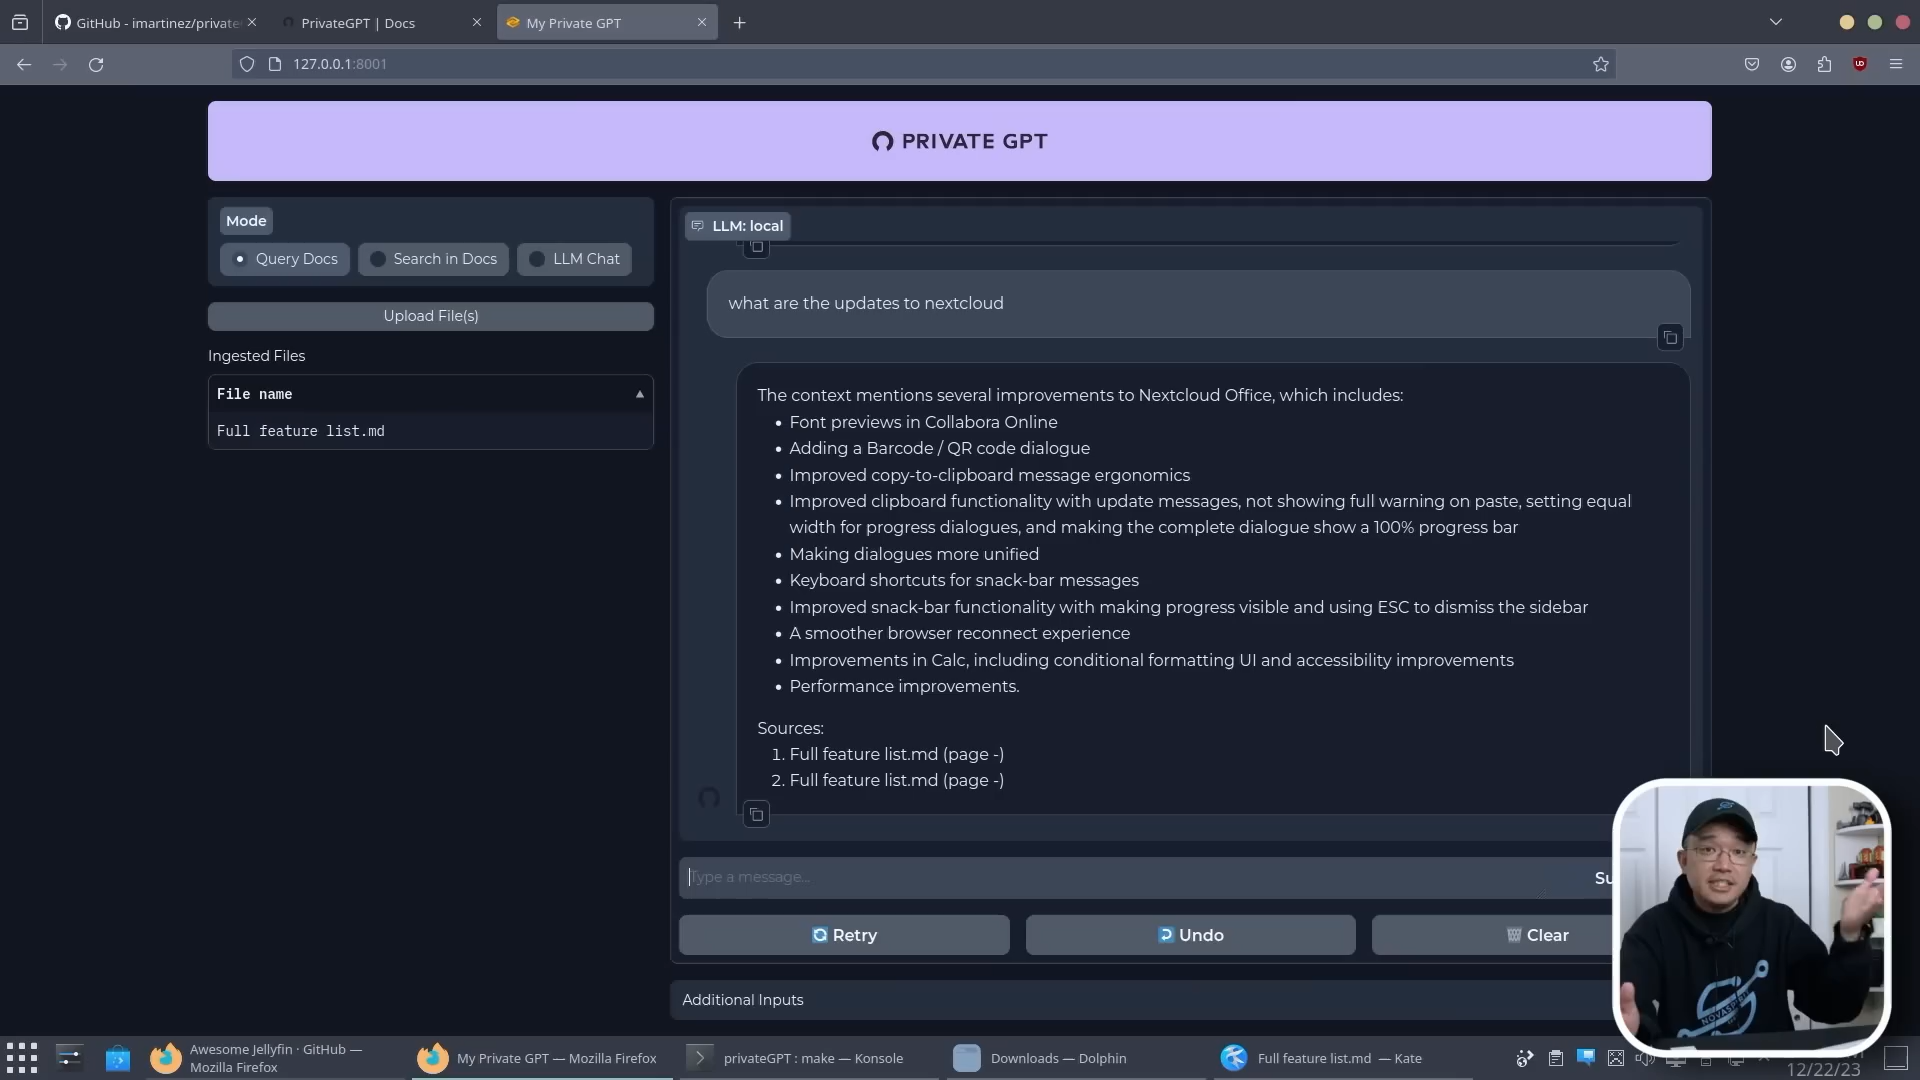 GitHub - imartinez/private
PrivateGPT | Docs
My Private GPT
127.0.0.1:8001
PRIVATE GPT
Mode
Query Docs
Search in Docs
LLM Chat
Upload File(s)
Ingested Files
File name
Full feature list.md
LLM: local
what are the updates to nextcloud
The context mentions several improvements to Nextcloud Office, which includes:
• Font previews in Collabora Online
• Adding a Barcode / QR code dialogue
• Improved copy-to-clipboard message ergonomics
• Improved clipboard functionality with update messages, not showing full warning on paste, setting equal
width for progress dialogues, and making the complete dialogue show a 100% progress bar
• Making dialogues more unified
• Keyboard shortcuts for snack-bar messages
• Improved snack-bar functionality with making progress visible and using ESC to dismiss the sidebar
• A smoother browser reconnect experience
• Improvements in Calc, including conditional formatting UI and accessibility improvements
• Performance improvements.
Sources:
1. Full feature list.md (page -)
2. Full feature list.md (page -)
Type a message...
Su
Retry
Undo
Clear
Additional Inputs
Awesome Jellyfin · GitHub —
Mozilla Firefox
My Private GPT — Mozilla Firefox
privateGPT : make — Konsole
Downloads — Dolphin
Full feature list.md — Kate
12/22/23